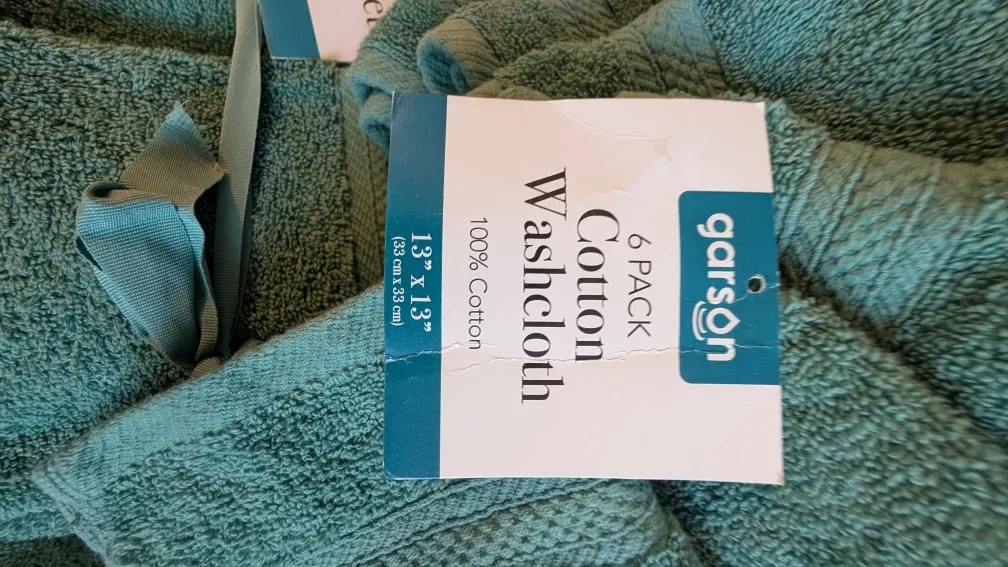 garson
6 PACK
Cotton
Washcloth
100% Cotton
13” x 13”
(33 cm x 33 cm)